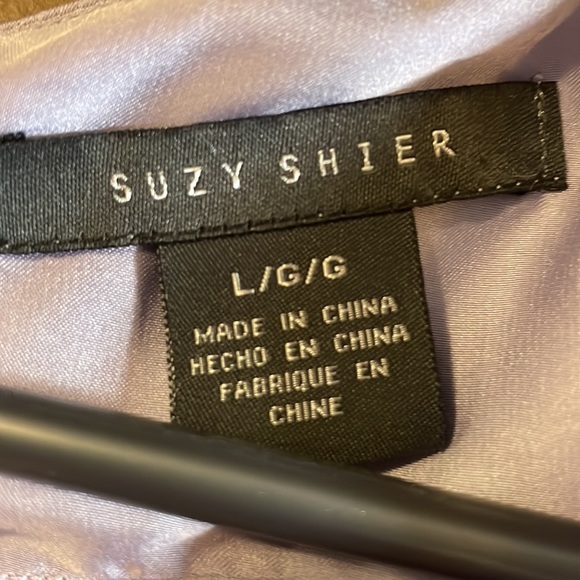 SUZY SHIER
L/G/G
MADE IN CHINA
HECHO EN CHINA
FABRIQUE EN
CHINE